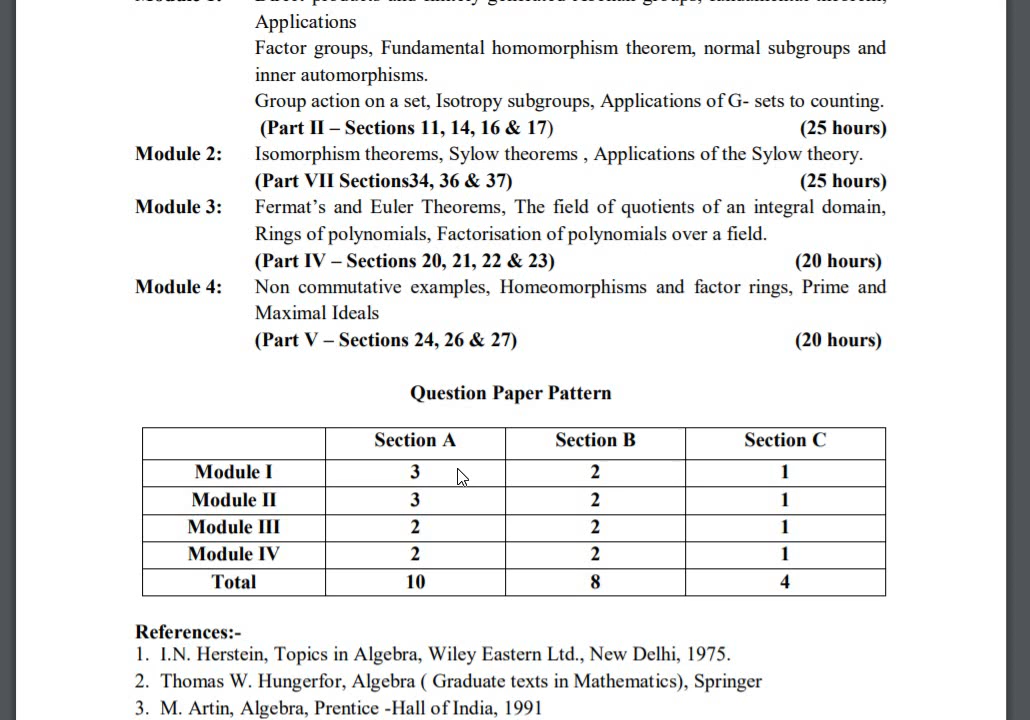 Applications
Factor groups, Fundamental homomorphism theorem, normal subgroups and
inner automorphisms.
Group action on a set, Isotropy subgroups, Applications of G- sets to counting.
(Part II – Sections 11, 14, 16 & 17) (25 hours)
Module 2: Isomorphism theorems, Sylow theorems , Applications of the Sylow theory.
(Part VII Sections34, 36 & 37) (25 hours)
Module 3: Fermat's and Euler Theorems, The field of quotients of an integral domain,
Rings of polynomials, Factorisation of polynomials over a field.
(Part IV – Sections 20, 21, 22 & 23) (20 hours)
Module 4: Non commutative examples, Homeomorphisms and factor rings, Prime and
Maximal Ideals
(Part V – Sections 24, 26 & 27) (20 hours)
Question Paper Pattern
Section A Section B Section C
Module I 3 2 1
Module II 3 2 1
Module III 2 2 1
Module IV 2 2 1
Total 10 8 4
References:-
1. I.N. Herstein, Topics in Algebra, Wiley Eastern Ltd., New Delhi, 1975.
2. Thomas W. Hungerfor, Algebra ( Graduate texts in Mathematics), Springer
3. M. Artin, Algebra, Prentice -Hall of India, 1991